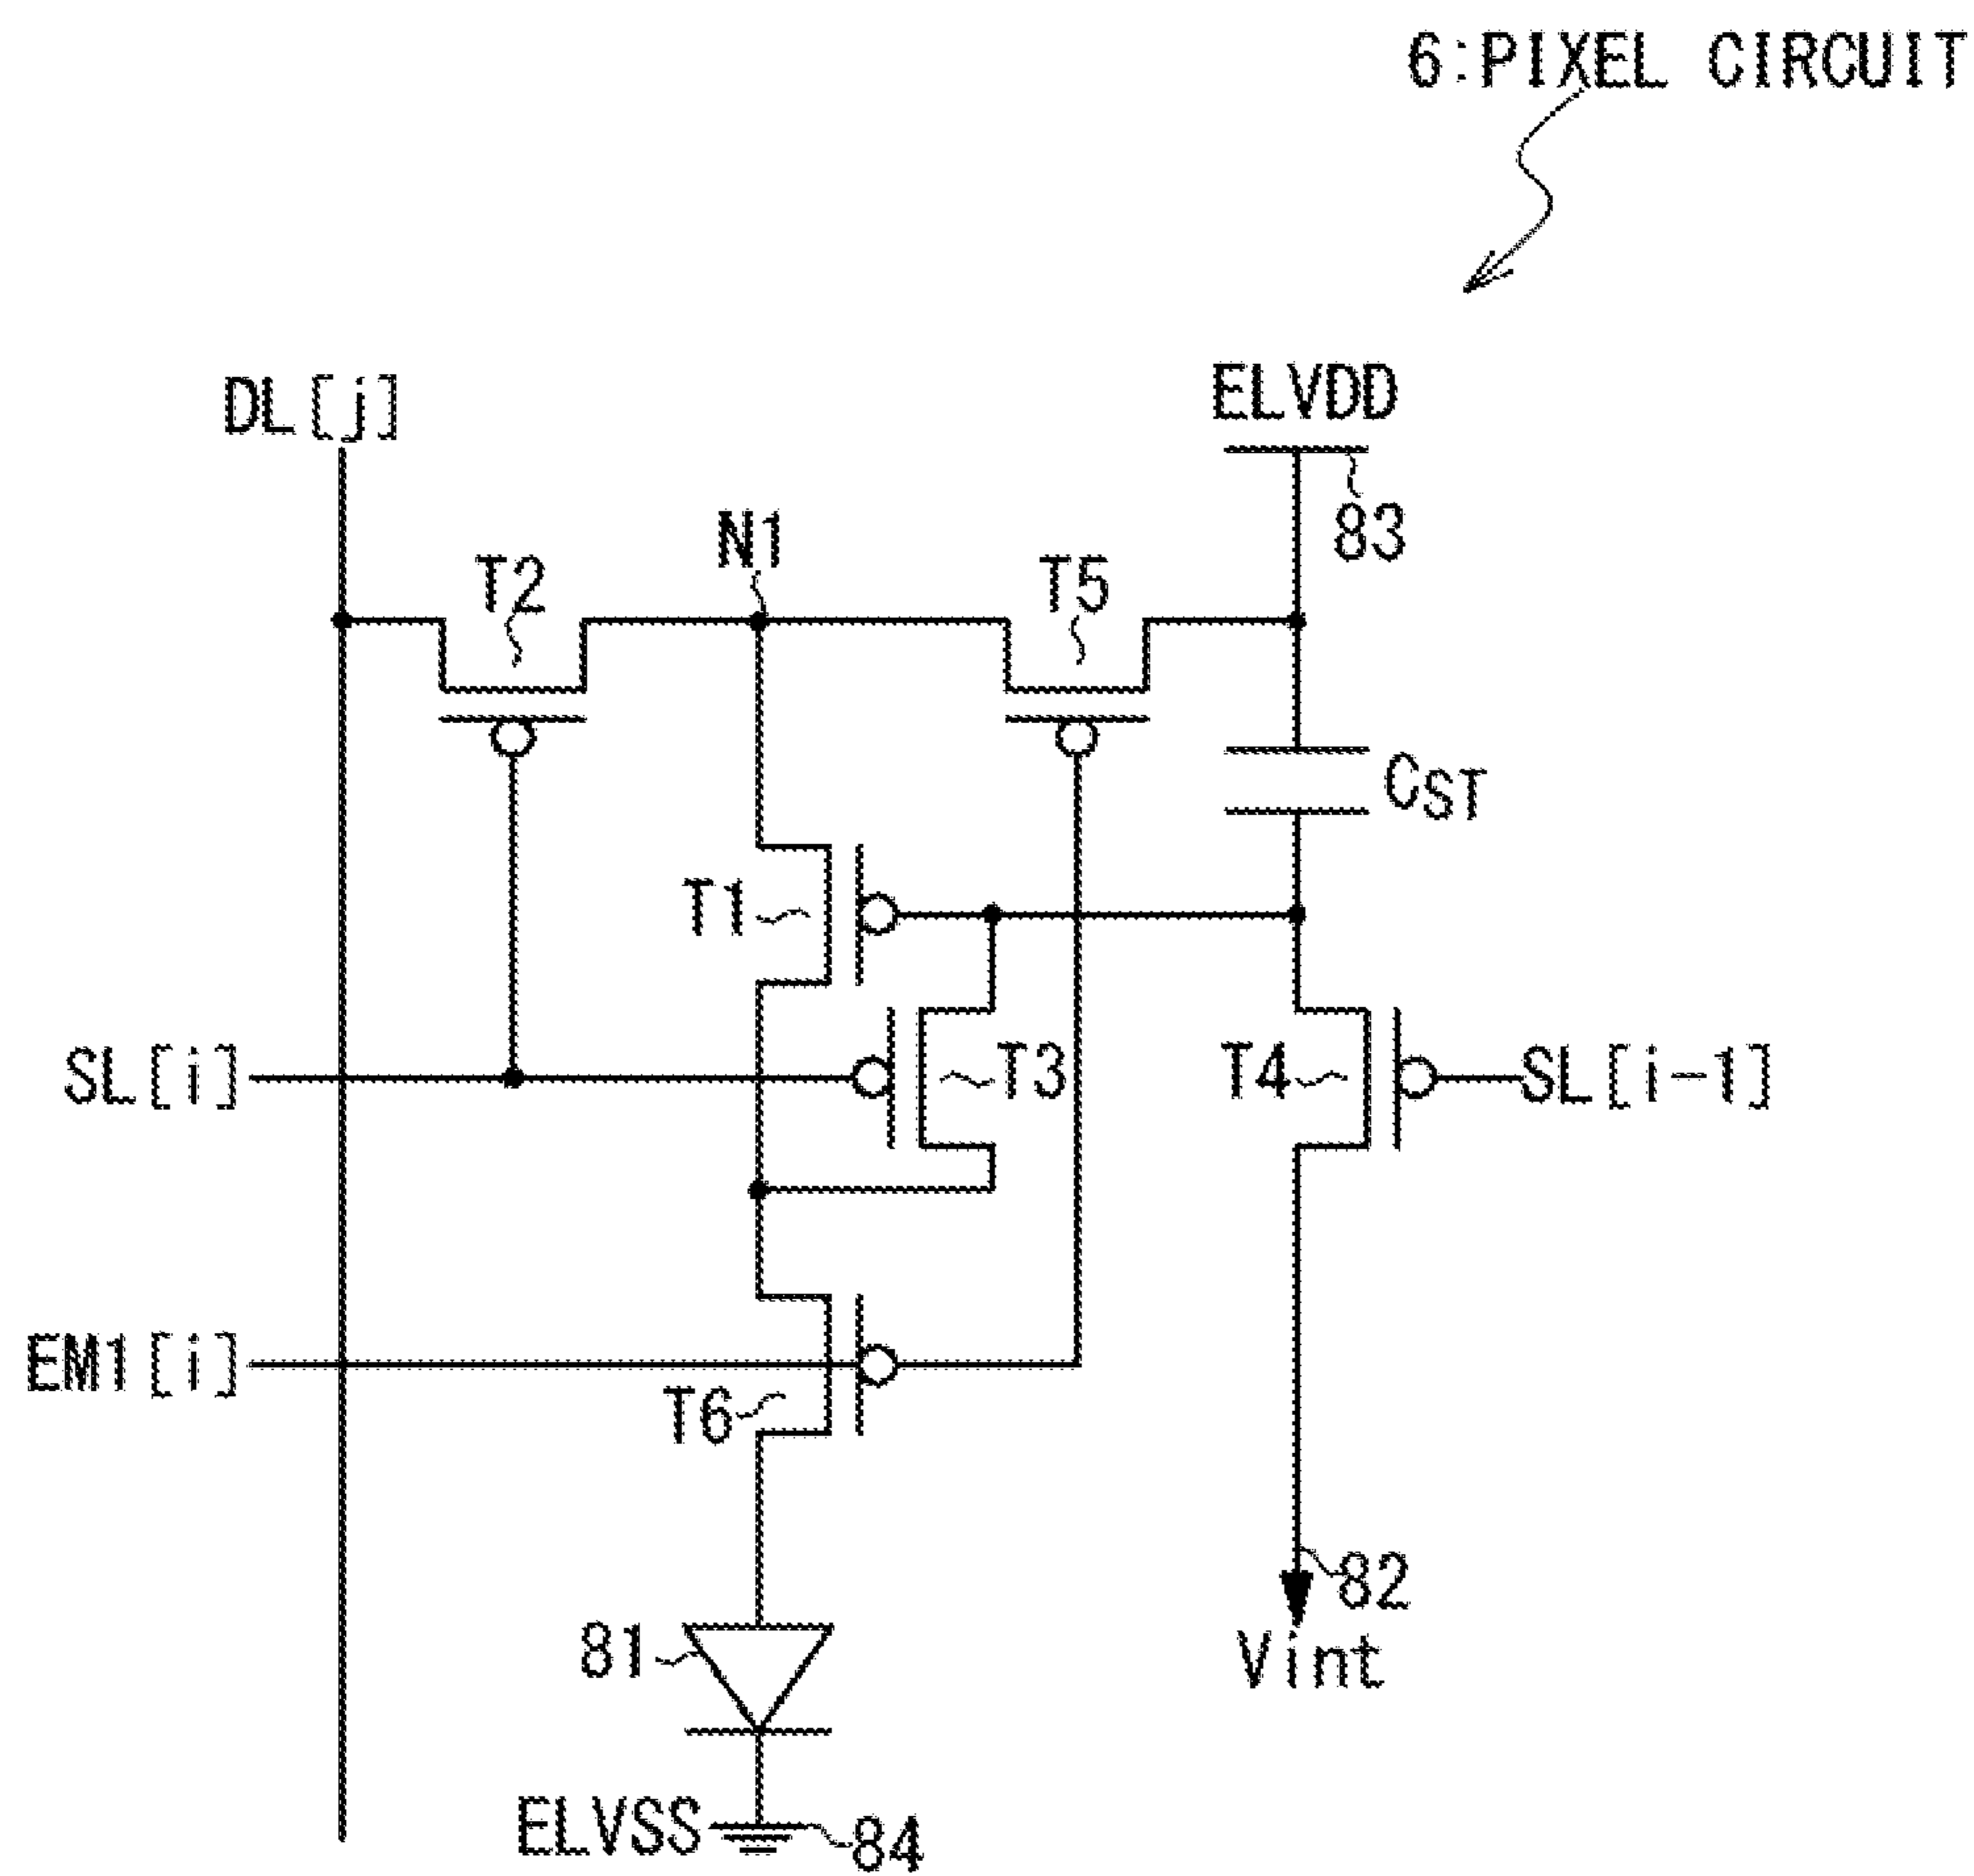 6:PIXEL CIRCUIT
DL[j]
ELVDD
83
N1
T2
T5
CST
T1
SL[i]
T3
T4
SL[i-1]
EM1[i]
T6
82
81
Vint
ELVSS
84